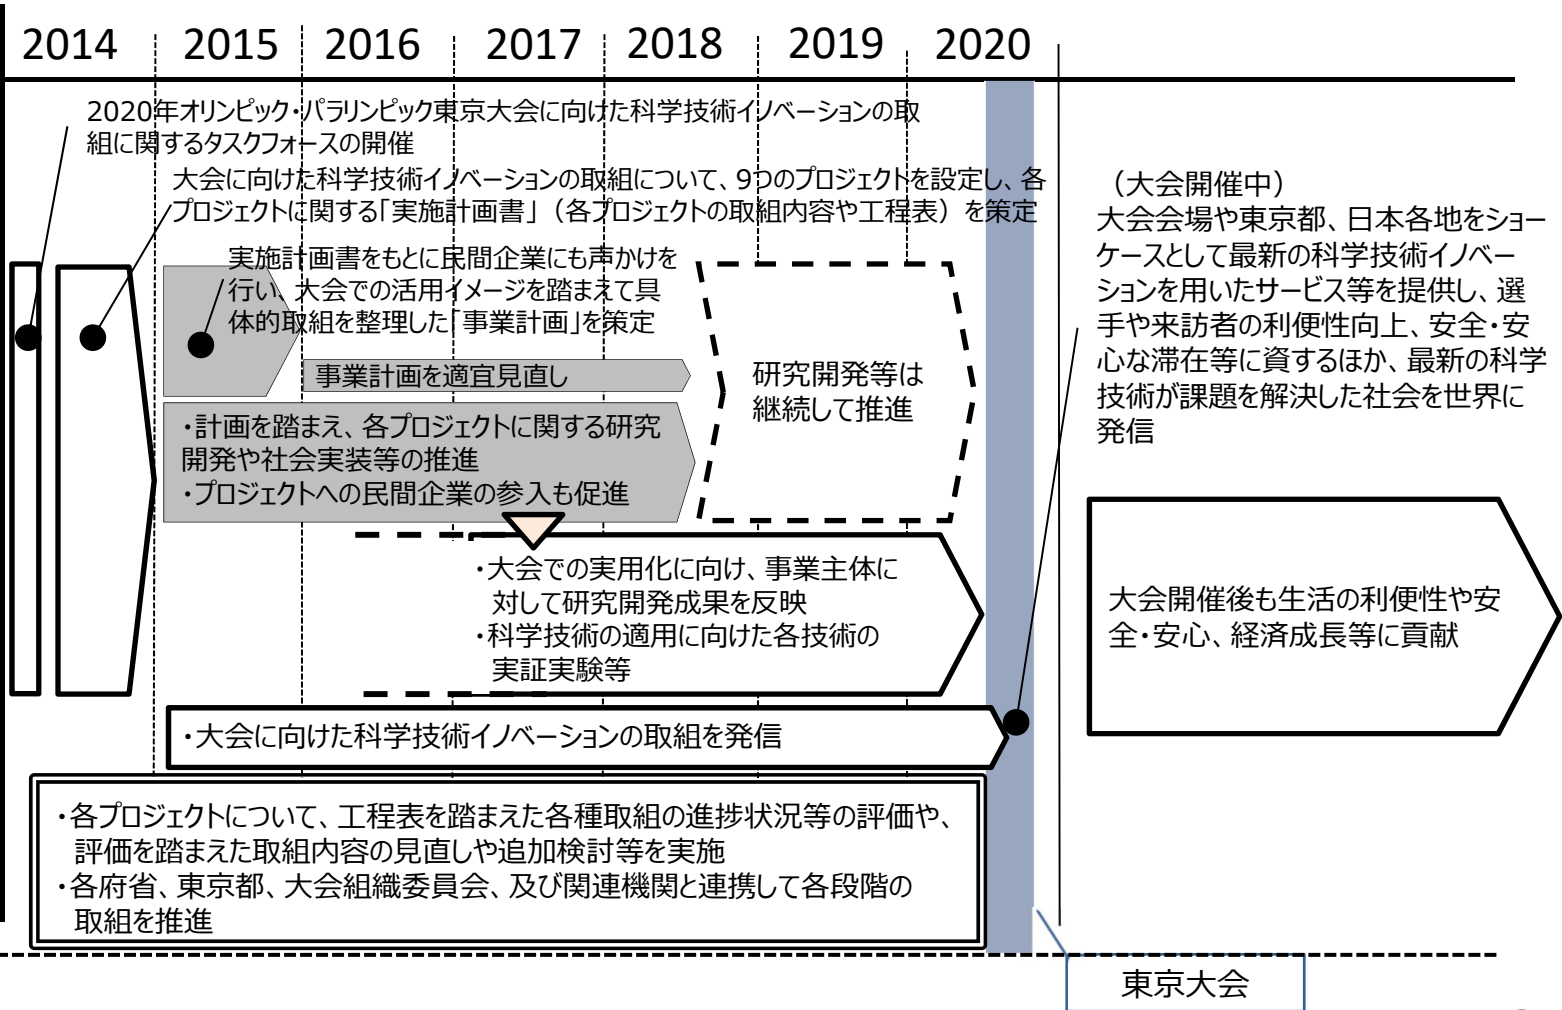 2014 2015 2016 2017 2018 2019 2020
2020年オリンピック・パラリンピック東京大会に向けた科学技術イノベーションの取
組に関するタスクフォースの開催
大会に向けた科学技術イノベーションの取組について、9つのプロジェクトを設定し、各
プロジェクトに関する「実施計画書」（各プロジェクトの取組内容や工程表）を策定
実施計画書をもとに民間企業にも声かけを
行い、大会での活用イメージを踏まえて具
体的取組を整理した「事業計画」を策定
事業計画を適宜見直し
・計画を踏まえ、各プロジェクトに関する研究
開発や社会実装等の推進
・プロジェクトへの民間企業の参入も促進
研究開発等は
継続して推進
・大会での実用化に向け、事業主体に
対して研究開発成果を反映
・科学技術の適用に向けた各技術の
実証実験等
・大会に向けた科学技術イノベーションの取組を発信
・各プロジェクトについて、工程表を踏まえた各種取組の進捗状況等の評価や、
評価を踏まえた取組内容の見直しや追加検討等を実施
・各府省、東京都、大会組織委員会、及び関連機関と連携して各段階の
取組を推進
（大会開催中）
大会会場や東京都、日本各地をショー
ケースとして最新の科学技術イノベー
ションを用いたサービス等を提供し、選
手や来訪者の利便性向上、安全・安
心な滞在等に資するほか、最新の科学
技術が課題を解決した社会を世界に
発信
大会開催後も生活の利便性や安
全・安心、経済成長等に貢献
東京大会